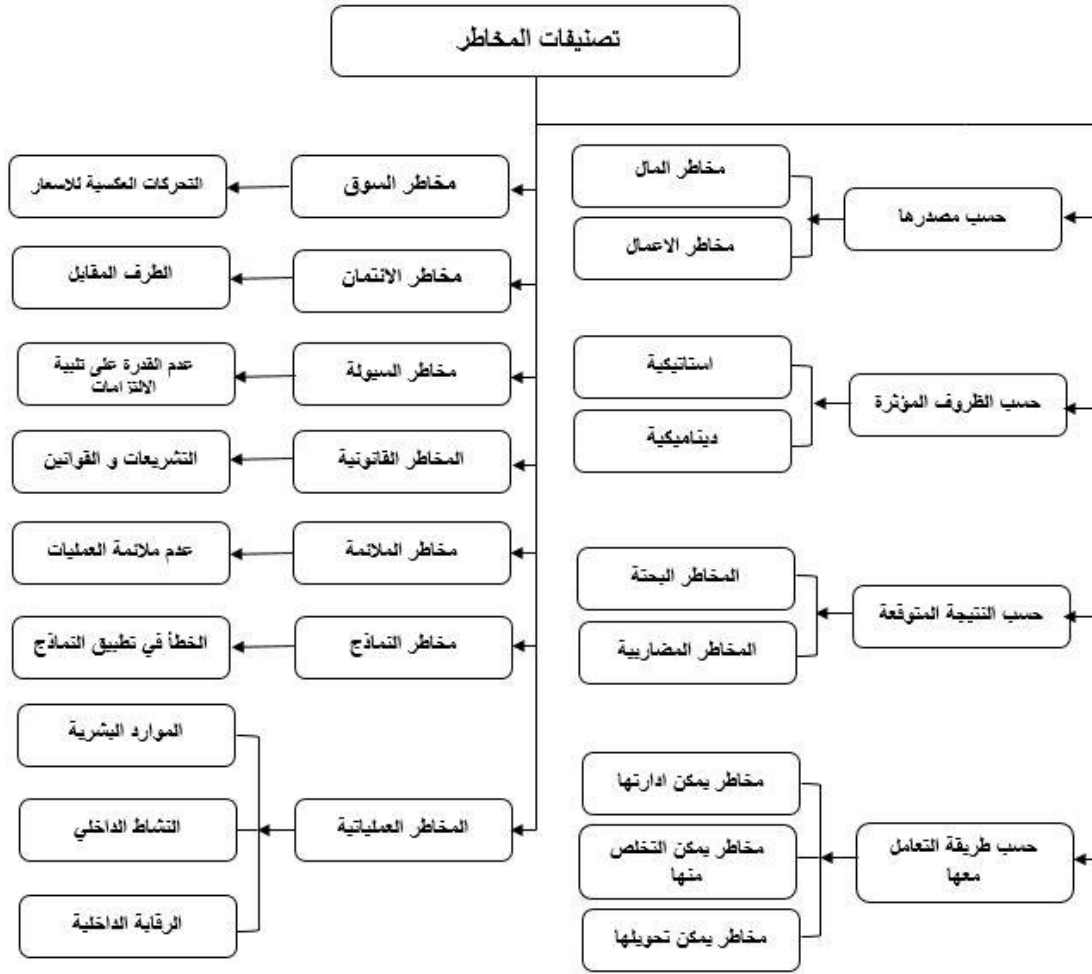 تصنيفات المخاطر
حسب مصدرها
مخاطر المال
مخاطر الاعمال
حسب الظروف المؤثرة
استاتيكية
ديناميكية
حسب النتيجة المتوقعة
المخاطر البحتة
المخاطر المضاربية
حسب طريقة التعامل
معها
مخاطر يمكن ادارتها
مخاطر يمكن التخلص
منها
مخاطر يمكن تحويلها
مخاطر السوق
التحركات العكسية للاسعار
مخاطر الائتمان
الطرف المقابل
مخاطر السيولة
عدم القدرة على تلبية
الالتزامات
المخاطر القانونية
التشريعات و القوانين
مخاطر الملائمة
عدم ملائمة العمليات
مخاطر النماذج
الخطأ في تطبيق النماذج
المخاطر العملياتية
الموارد البشرية
النشاط الداخلي
الرقابة الداخلية